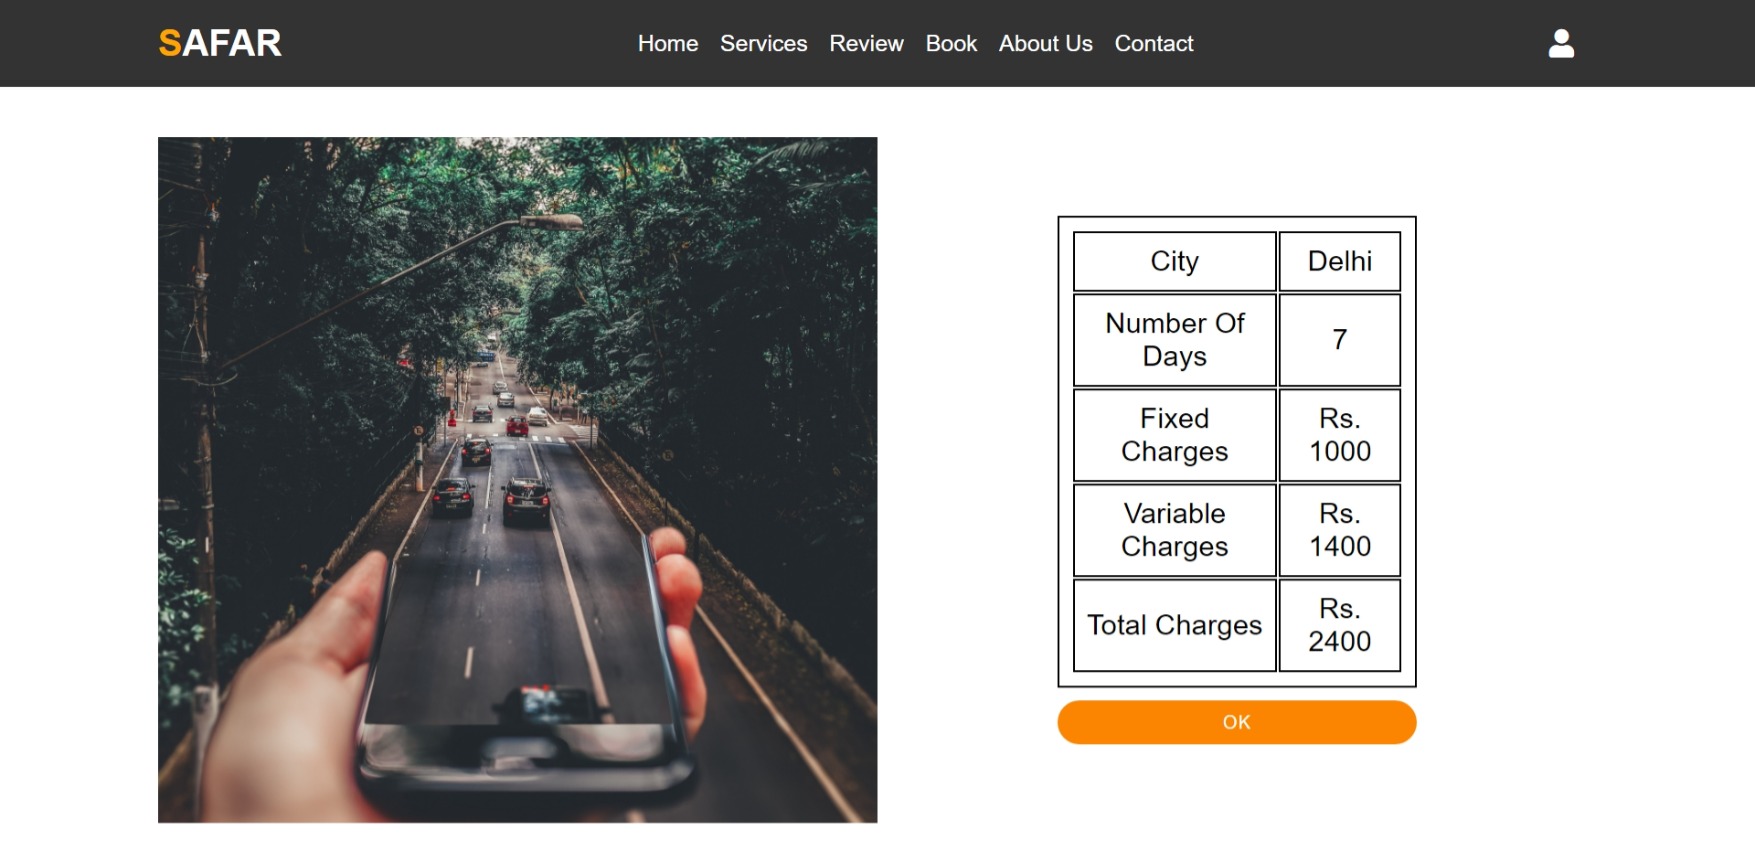 SAFAR
Home Services Review Book About Us Contact
City Delhi
Number Of
Days
7
Fixed
Charges
Rs.
1000
Variable
Charges
Rs.
1400
Total Charges
Rs.
2400
OK